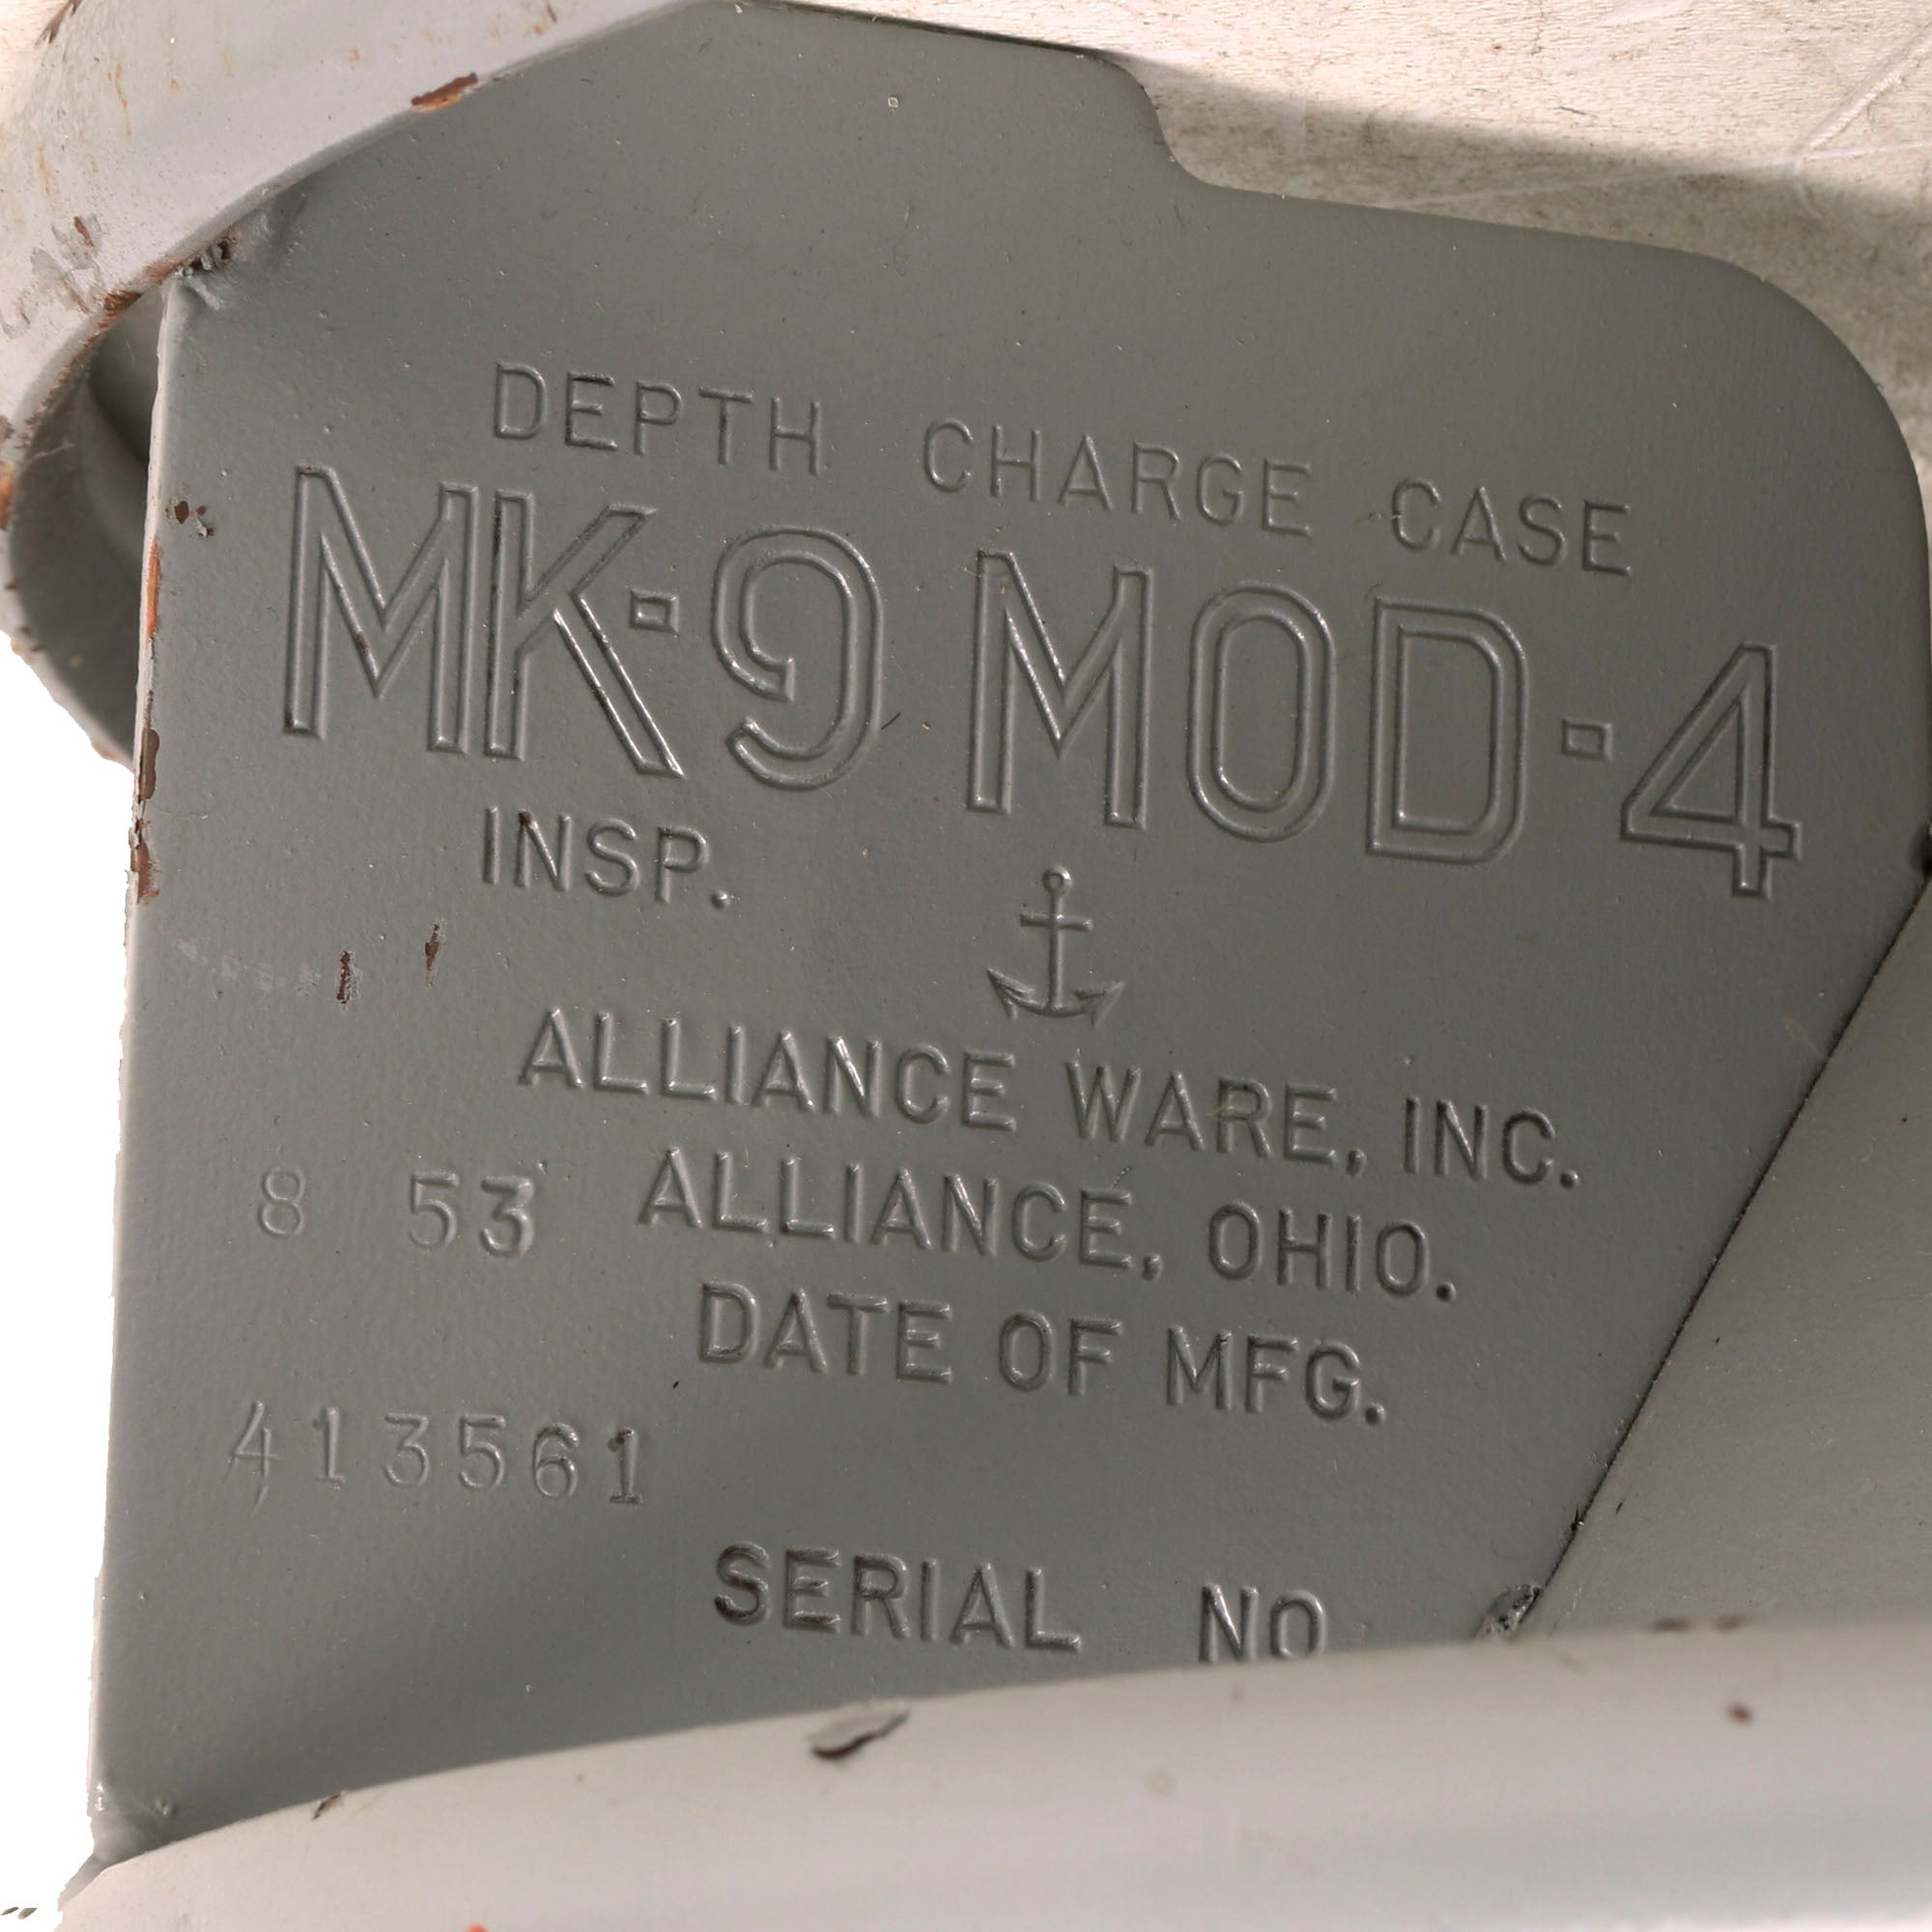 DEPTH CHARGE CASE
MK-9 MOD-4
INSP.
ALLIANCE WARE, INC.
8 53 ALLIANCE, OHIO.
DATE OF MFG.
413561
SERIAL NO.